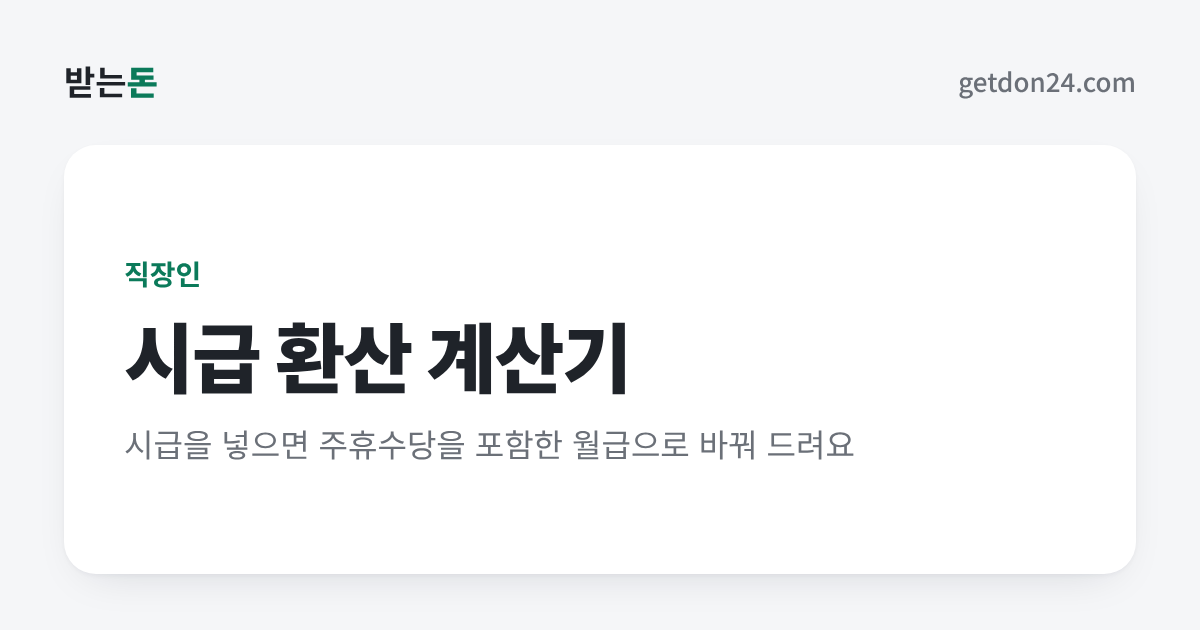 받는돈
getdon24.com
직장인
시급 환산 계산기
시급을 넣으면 주휴수당을 포함한 월급으로 바꿔 드려요